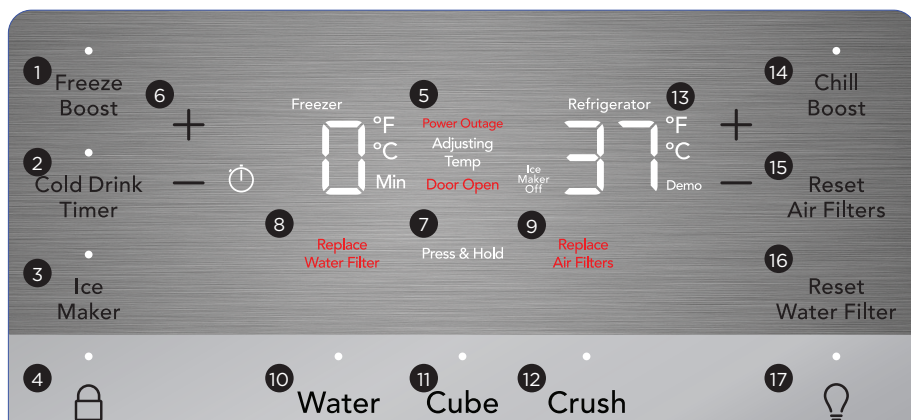 1
Freeze
Boost
6
+
−
2
Cold Drink
Timer
3
Ice
Maker
4
Freezer
0
°F
°C
Min
5
Power Outage
Adjusting
Temp
Door Open
Refrigerator
13
Ice
Maker
Off
37
°F
°C
Demo
+
−
14
Chill
Boost
15
Reset
Air Filters
16
Reset
Water Filter
8
Replace
Water Filter
7
Press & Hold
9
Replace
Air Filters
10
Water
11
Cube
12
Crush
17